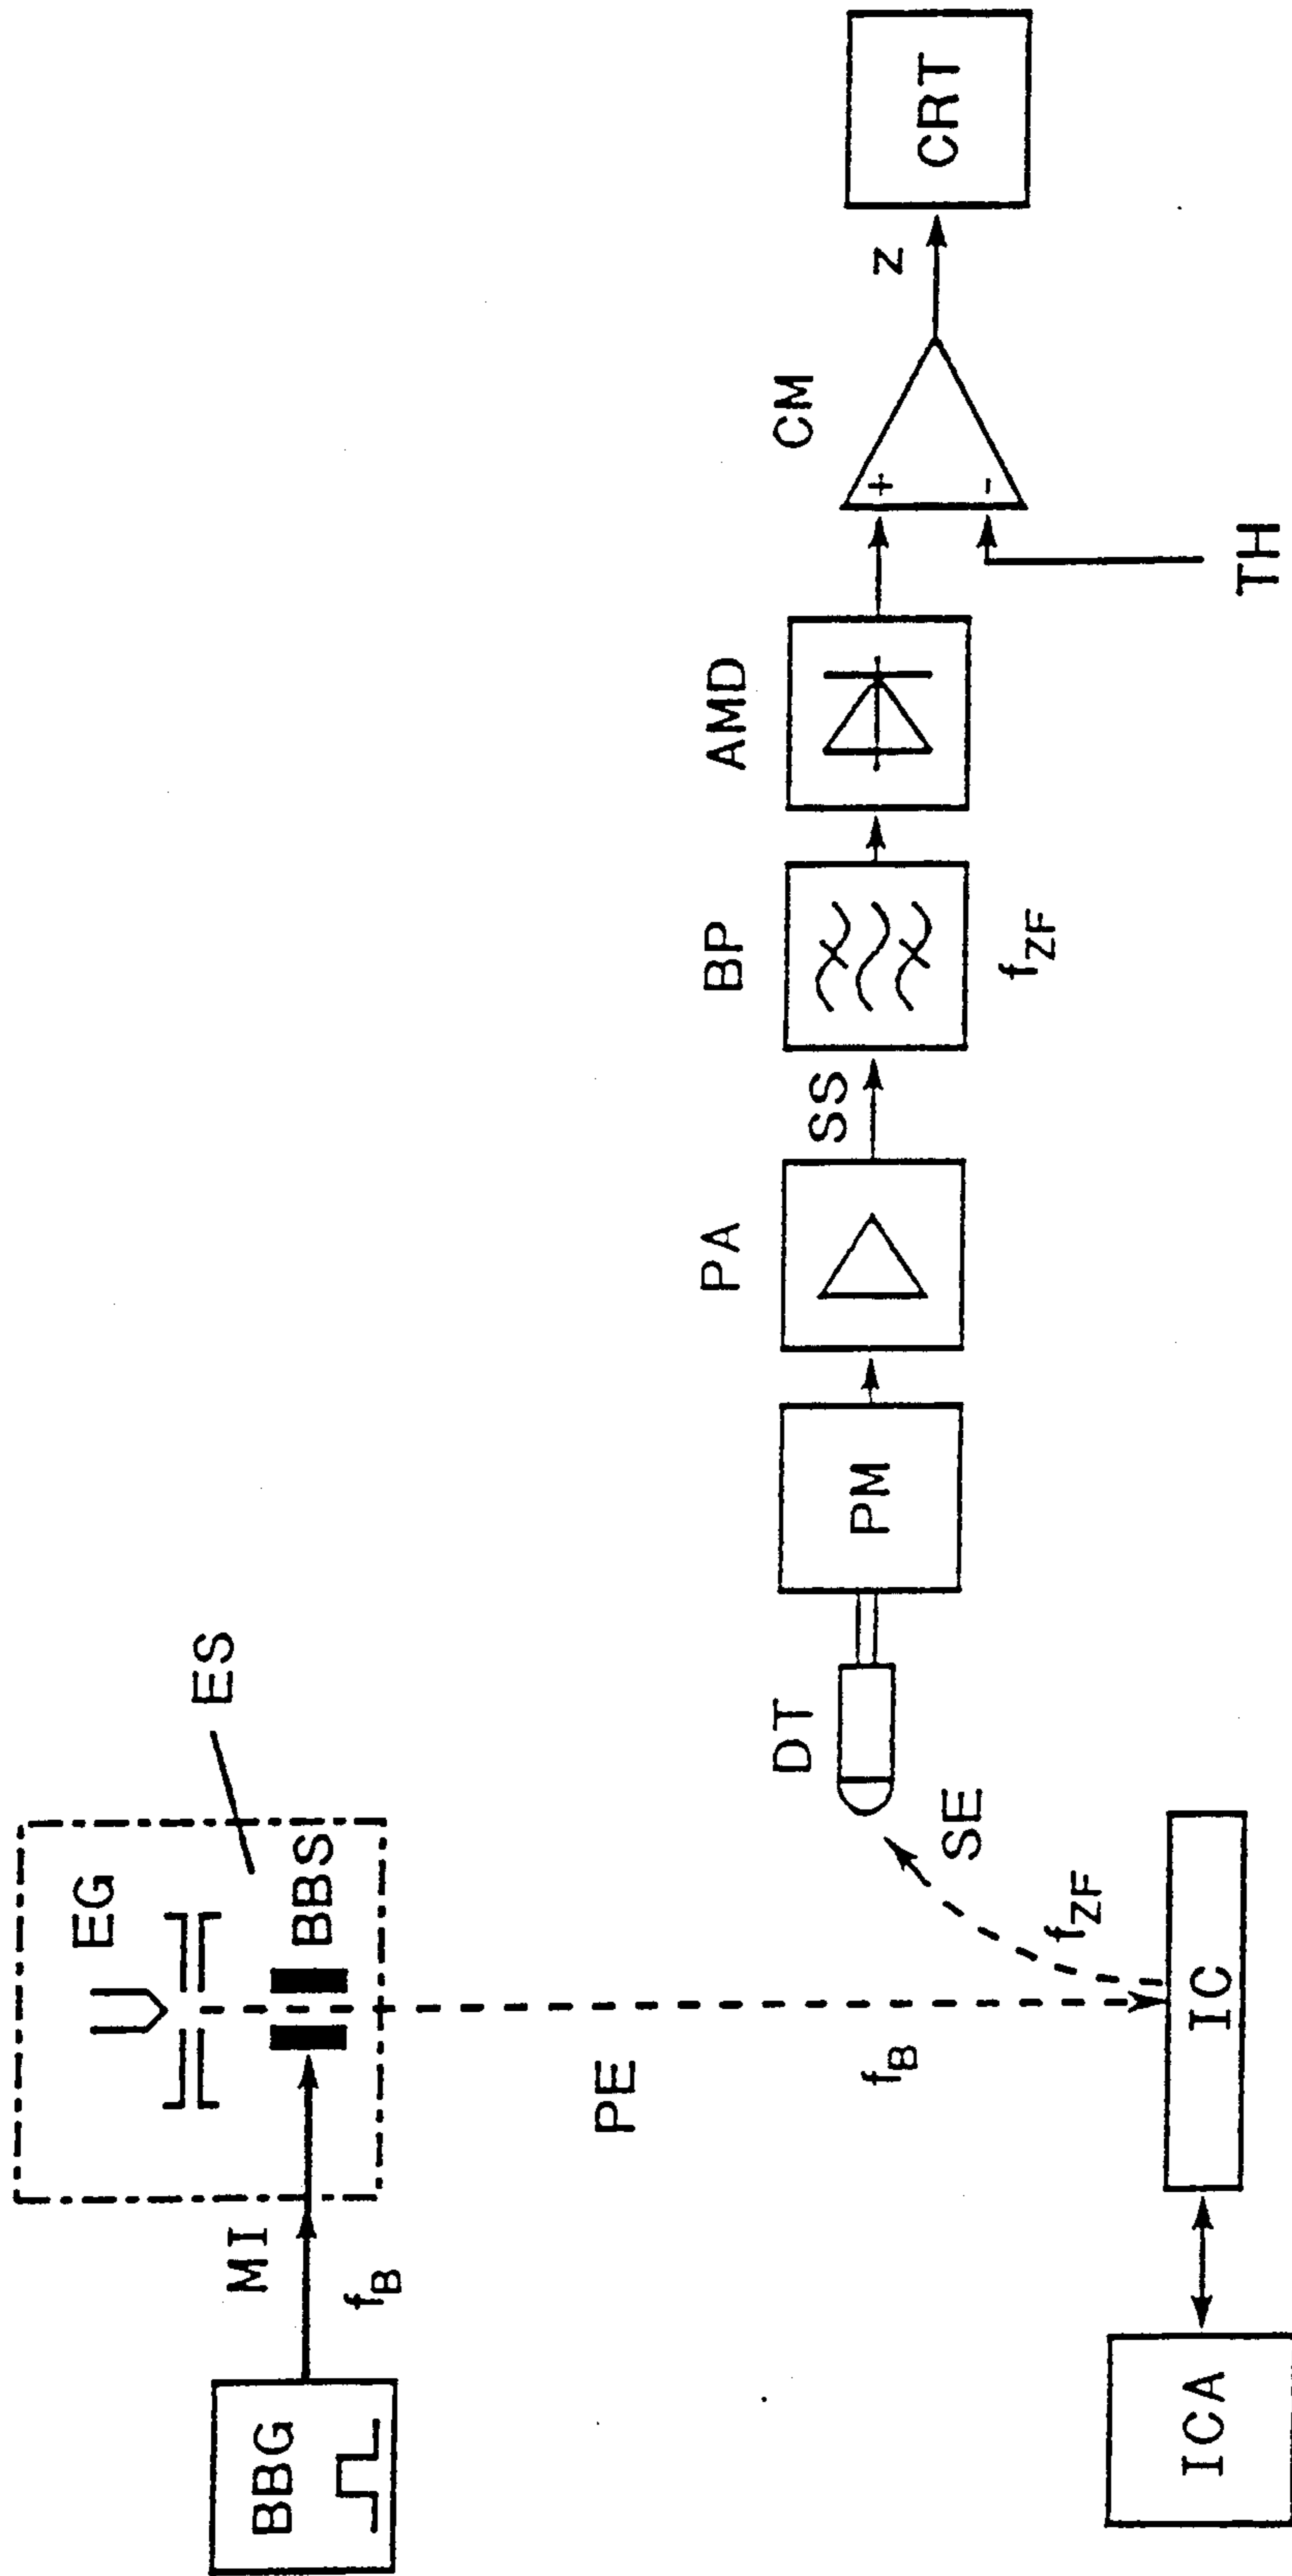 EG
ES
BBG
MI
f_B
BBS
PE
f_B
ICA
IC
f_ZF
SE
DT
PM
PA
SS
BP
f_ZF
AMD
CM
+
-
TH
z
CRT